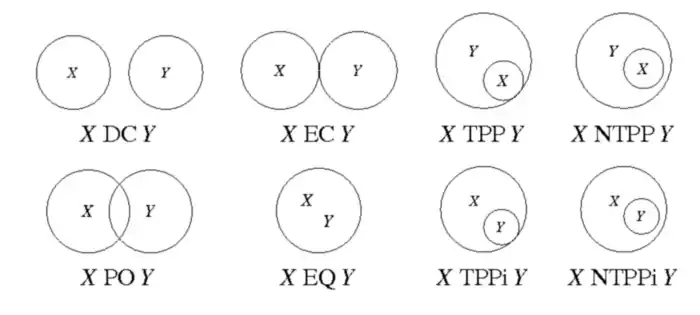 X Y X Y Y X Y X
X DC Y X EC Y X TPP Y X NTPP Y
X Y X Y X Y X Y
X PO Y X EQ Y X TPPi Y X NTPPi Y